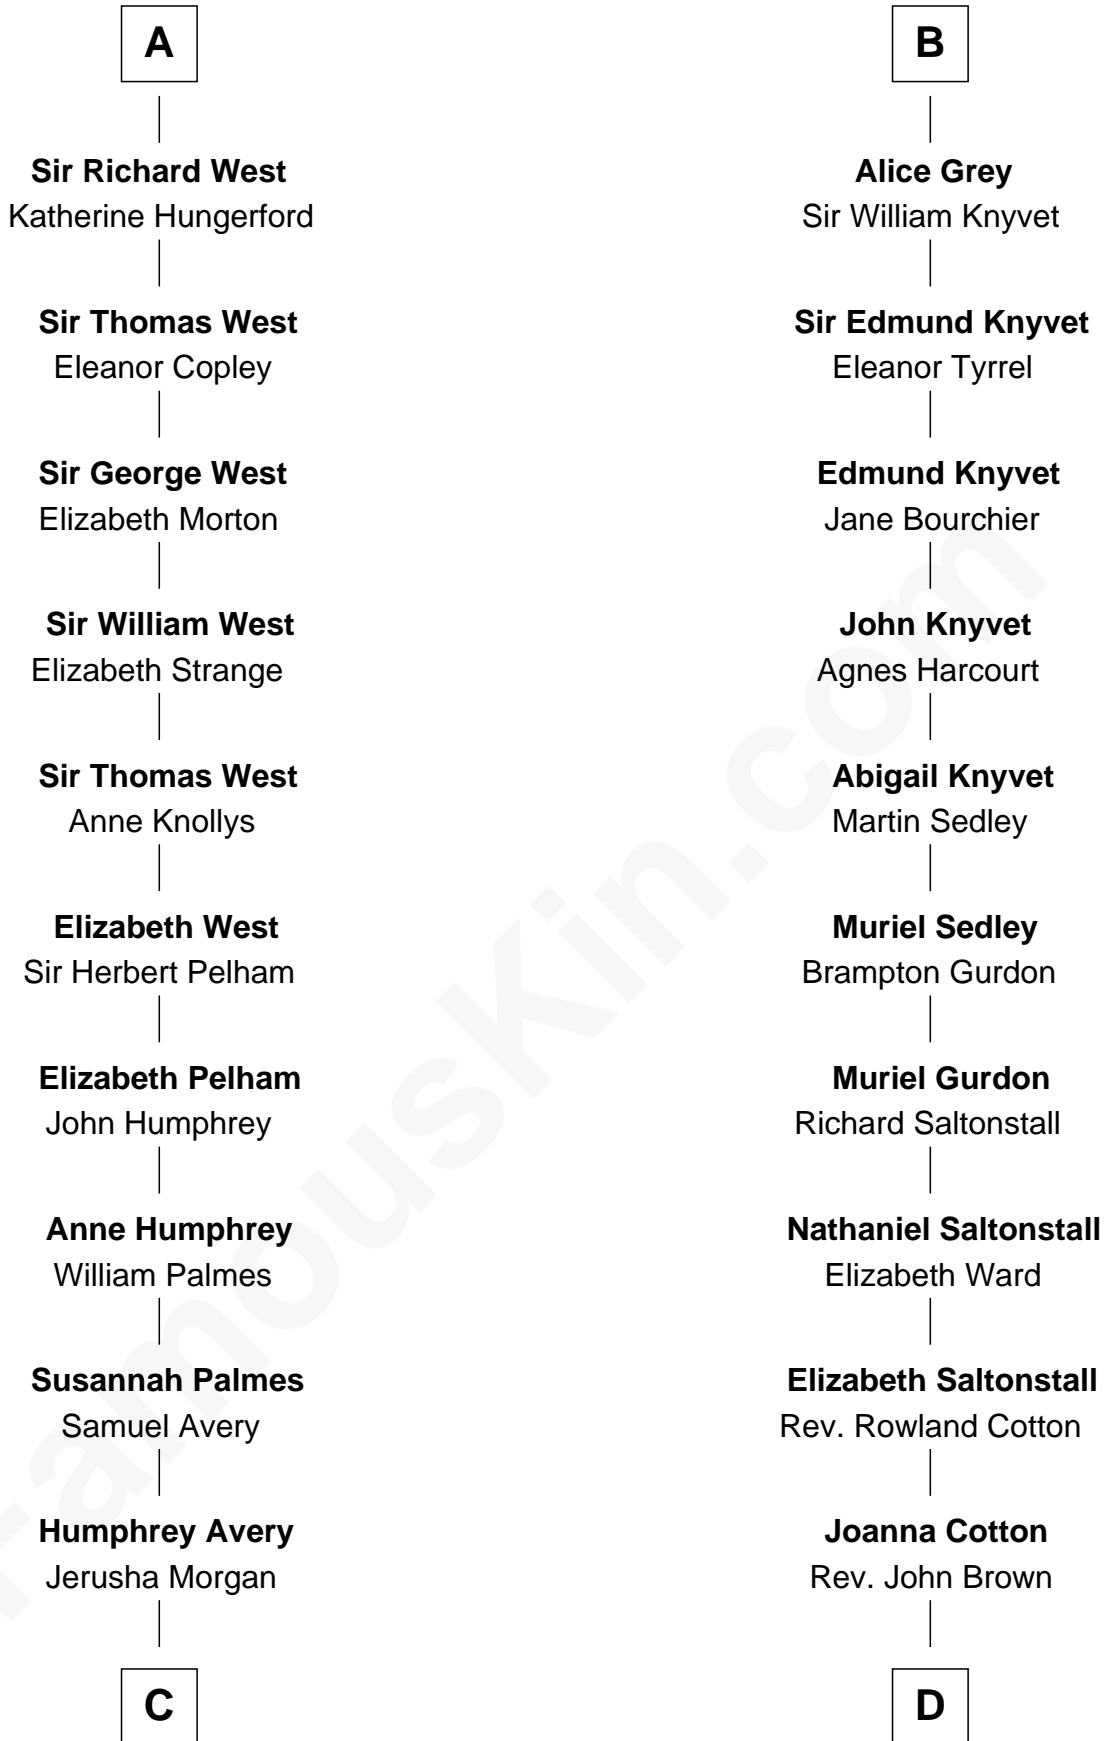 A
Sir Richard West
Katherine Hungerford
Sir Thomas West
Eleanor Copley
Sir George West
Elizabeth Morton
Sir William West
Elizabeth Strange
Sir Thomas West
Anne Knollys
Elizabeth West
Sir Herbert Pelham
Elizabeth Pelham
John Humphrey
Anne Humphrey
William Palmes
Susannah Palmes
Samuel Avery
Humphrey Avery
Jerusha Morgan
C
B
Alice Grey
Sir William Knyvet
Sir Edmund Knyvet
Eleanor Tyrrel
Edmund Knyvet
Jane Bourchier
John Knyvet
Agnes Harcourt
Abigail Knyvet
Martin Sedley
Muriel Sedley
Brampton Gurdon
Muriel Gurdon
Richard Saltonstall
Nathaniel Saltonstall
Elizabeth Ward
Elizabeth Saltonstall
Rev. Rowland Cotton
Joanna Cotton
Rev. John Brown
D
FamousKin.com